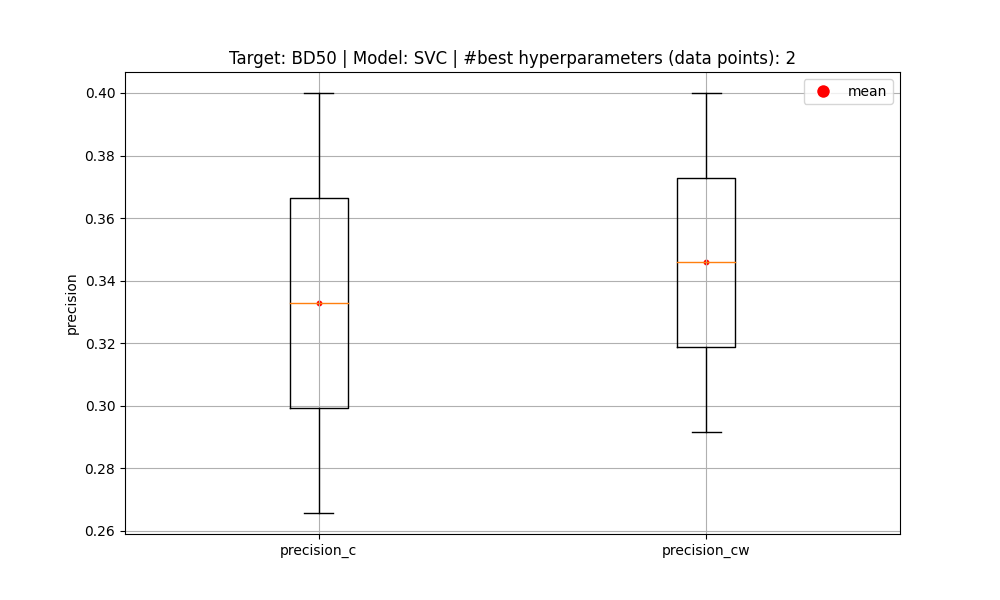 Target: BD50 | Model: SVC | #best hyperparameters (data points): 2
mean
precision
0.40
0.38
0.36
0.34
0.32
0.30
0.28
0.26
precision_c
precision_cw